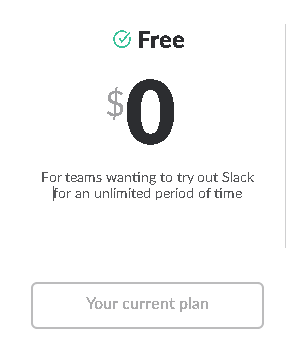 Free
$0
For teams wanting to try out Slack
for an unlimited period of time
Your current plan